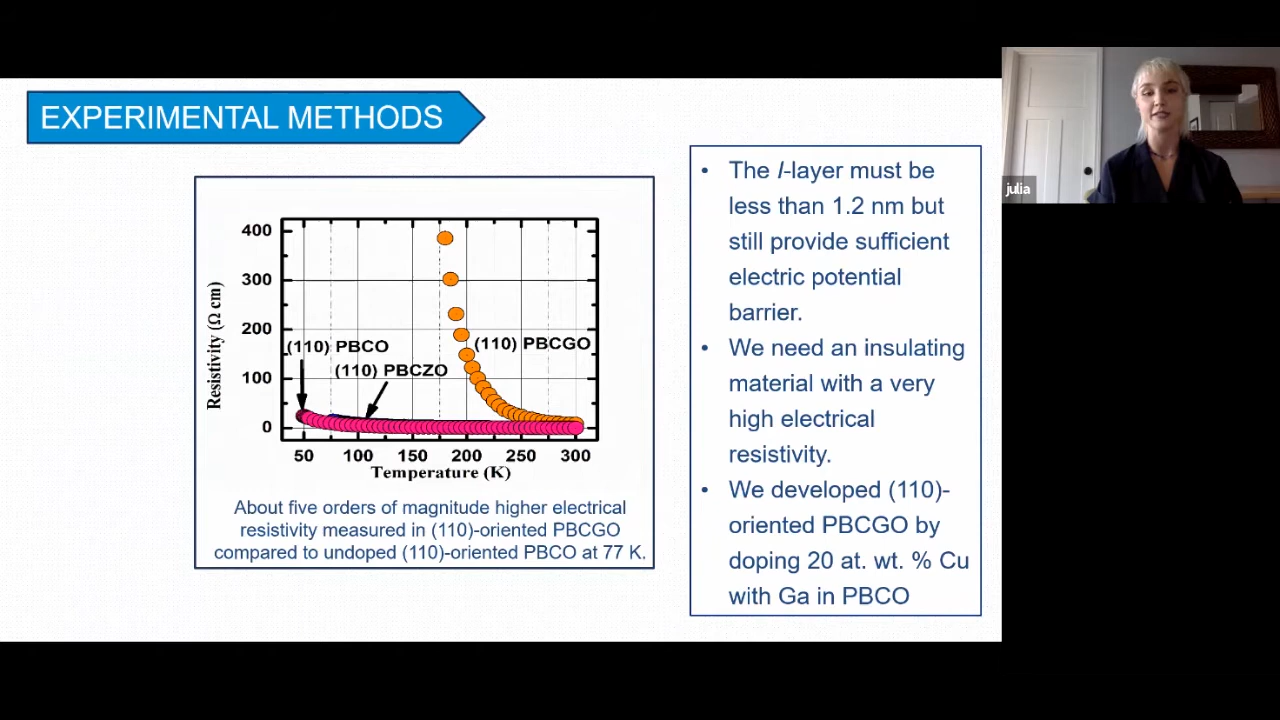 EXPERIMENTAL METHODS
400
300
200
100
0
Resistivity (Ω cm)
(110) PBCO
(110) PBCZO
(110) PBCGO
50 100 150 200 250 300
Temperature (K)
About five orders of magnitude higher electrical
resistivity measured in (110)-oriented PBCGO
compared to undoped (110)-oriented PBCO at 77 K.
• The I-layer must be
less than 1.2 nm but
still provide sufficient
electric potential
barrier.
• We need an insulating
material with a very
high electrical
resistivity.
• We developed (110)-
oriented PBCGO by
doping 20 at. wt. % Cu
with Ga in PBCO
julia